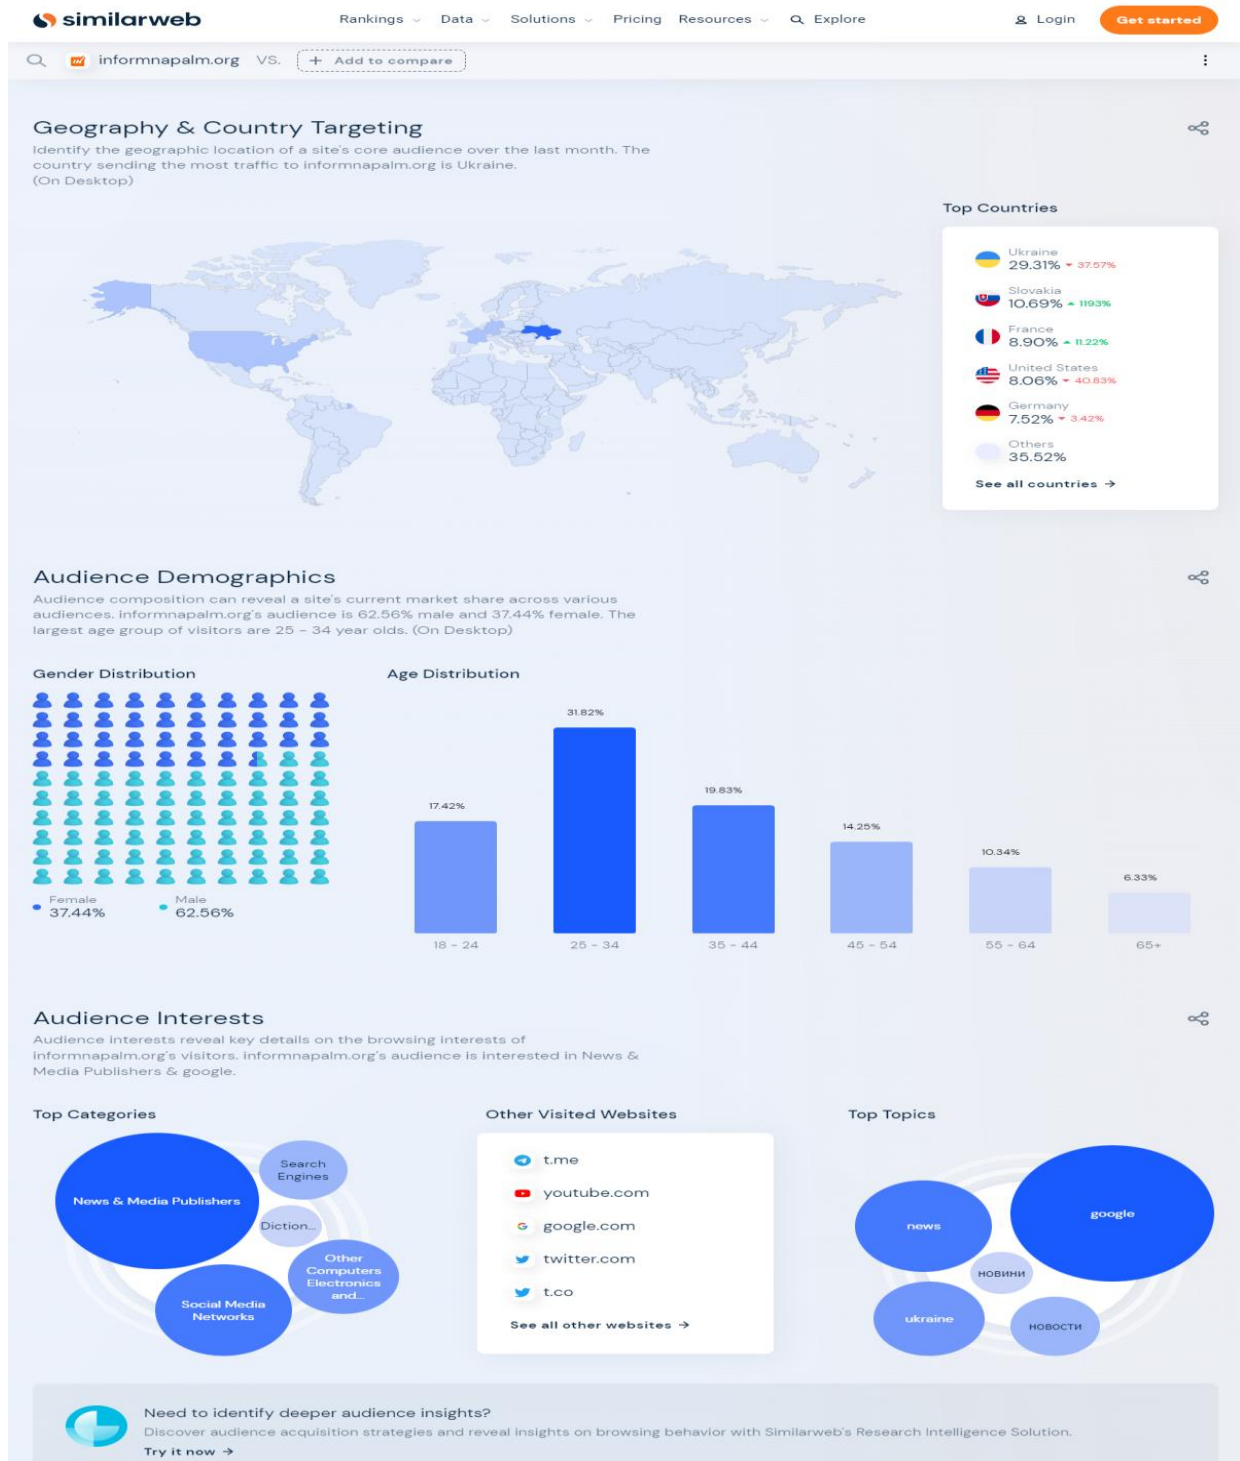 similarweb
Rankings Data Solutions Pricing Resources Explore Login Get started
informnapalm.org VS. + Add to compare
Geography & Country Targeting
Identify the geographic location of a site's core audience over the last month. The
country sending the most traffic to informnapalm.org is Ukraine.
(On Desktop)
Top Countries
Ukraine
29.31% 37.57%
Slovakia
10.69% 1193%
France
8.90% 11.22%
United States
8.06% 40.83%
Germany
7.52% 3.42%
Others
35.52%
See all countries →
Audience Demographics
Audience composition can reveal a site's current market share across various
audiences. informnapalm.org's audience is 62.56% male and 37.44% female. The
largest age group of visitors are 25 – 34 year olds. (On Desktop)
Gender Distribution
Female
37.44%
Male
62.56%
Age Distribution
17.42%
31.82%
19.83%
14.25%
10.34%
6.33%
18 – 24
25 – 34
35 – 44
45 – 54
55 – 64
65+
Audience Interests
Audience interests reveal key details on the browsing interests of
informnapalm.org's visitors. informnapalm.org's audience is interested in News &
Media Publishers & google.
Top Categories
News & Media Publishers
Search
Engines
Diction...
Other
Computers
Electronics
and...
Social Media
Networks
Other Visited Websites
t.me
youtube.com
google.com
twitter.com
t.co
See all other websites →
Top Topics
google
news
новини
ukraine
новости
Need to identify deeper audience insights?
Discover audience acquisition strategies and reveal insights on browsing behavior with Similarweb's Research Intelligence Solution.
Try it now →